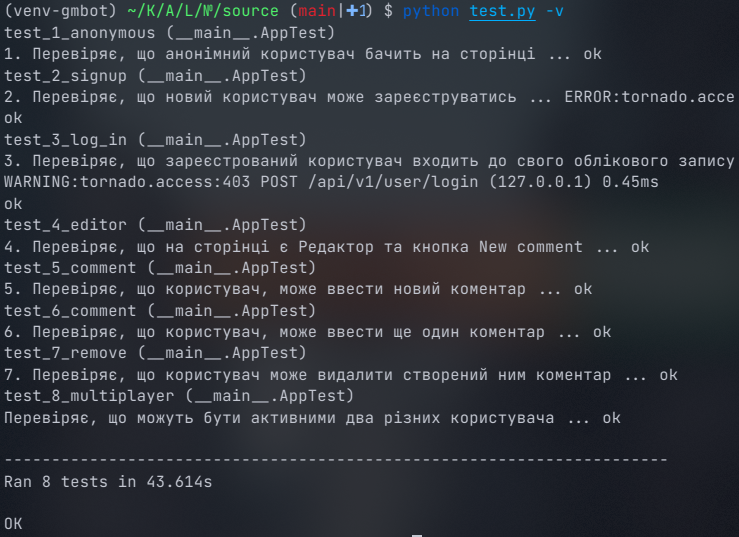 (venv-gmbot) ~/K/A/L/№/source (main|✚1) $ python test.py -v
test_1_anonymous (__main__.AppTest)
1. Перевіряє, що анонімний користувач бачить на сторінці ... ok
test_2_signup (__main__.AppTest)
2. Перевіряє, що новий користувач може зареєструватись ... ERROR:tornado.acce
ok
test_3_log_in (__main__.AppTest)
3. Перевіряє, що зареєстрований користувач входить до свого облікового запису
WARNING:tornado.access:403 POST /api/v1/user/login (127.0.0.1) 0.45ms
ok
test_4_editor (__main__.AppTest)
4. Перевіряє, що на сторінці є Редактор та кнопка New comment ... ok
test_5_comment (__main__.AppTest)
5. Перевіряє, що користувач, може ввести новий коментар ... ok
test_6_comment (__main__.AppTest)
6. Перевіряє, що користувач, може ввести ще один коментар ... ok
test_7_remove (__main__.AppTest)
7. Перевіряє, що користувач може видалити створений ним коментар ... ok
test_8_multiplayer (__main__.AppTest)
Перевіряє, що можуть бути активними два різних користувача ... ok
----------------------------------------------------------------------
Ran 8 tests in 43.614s
OK